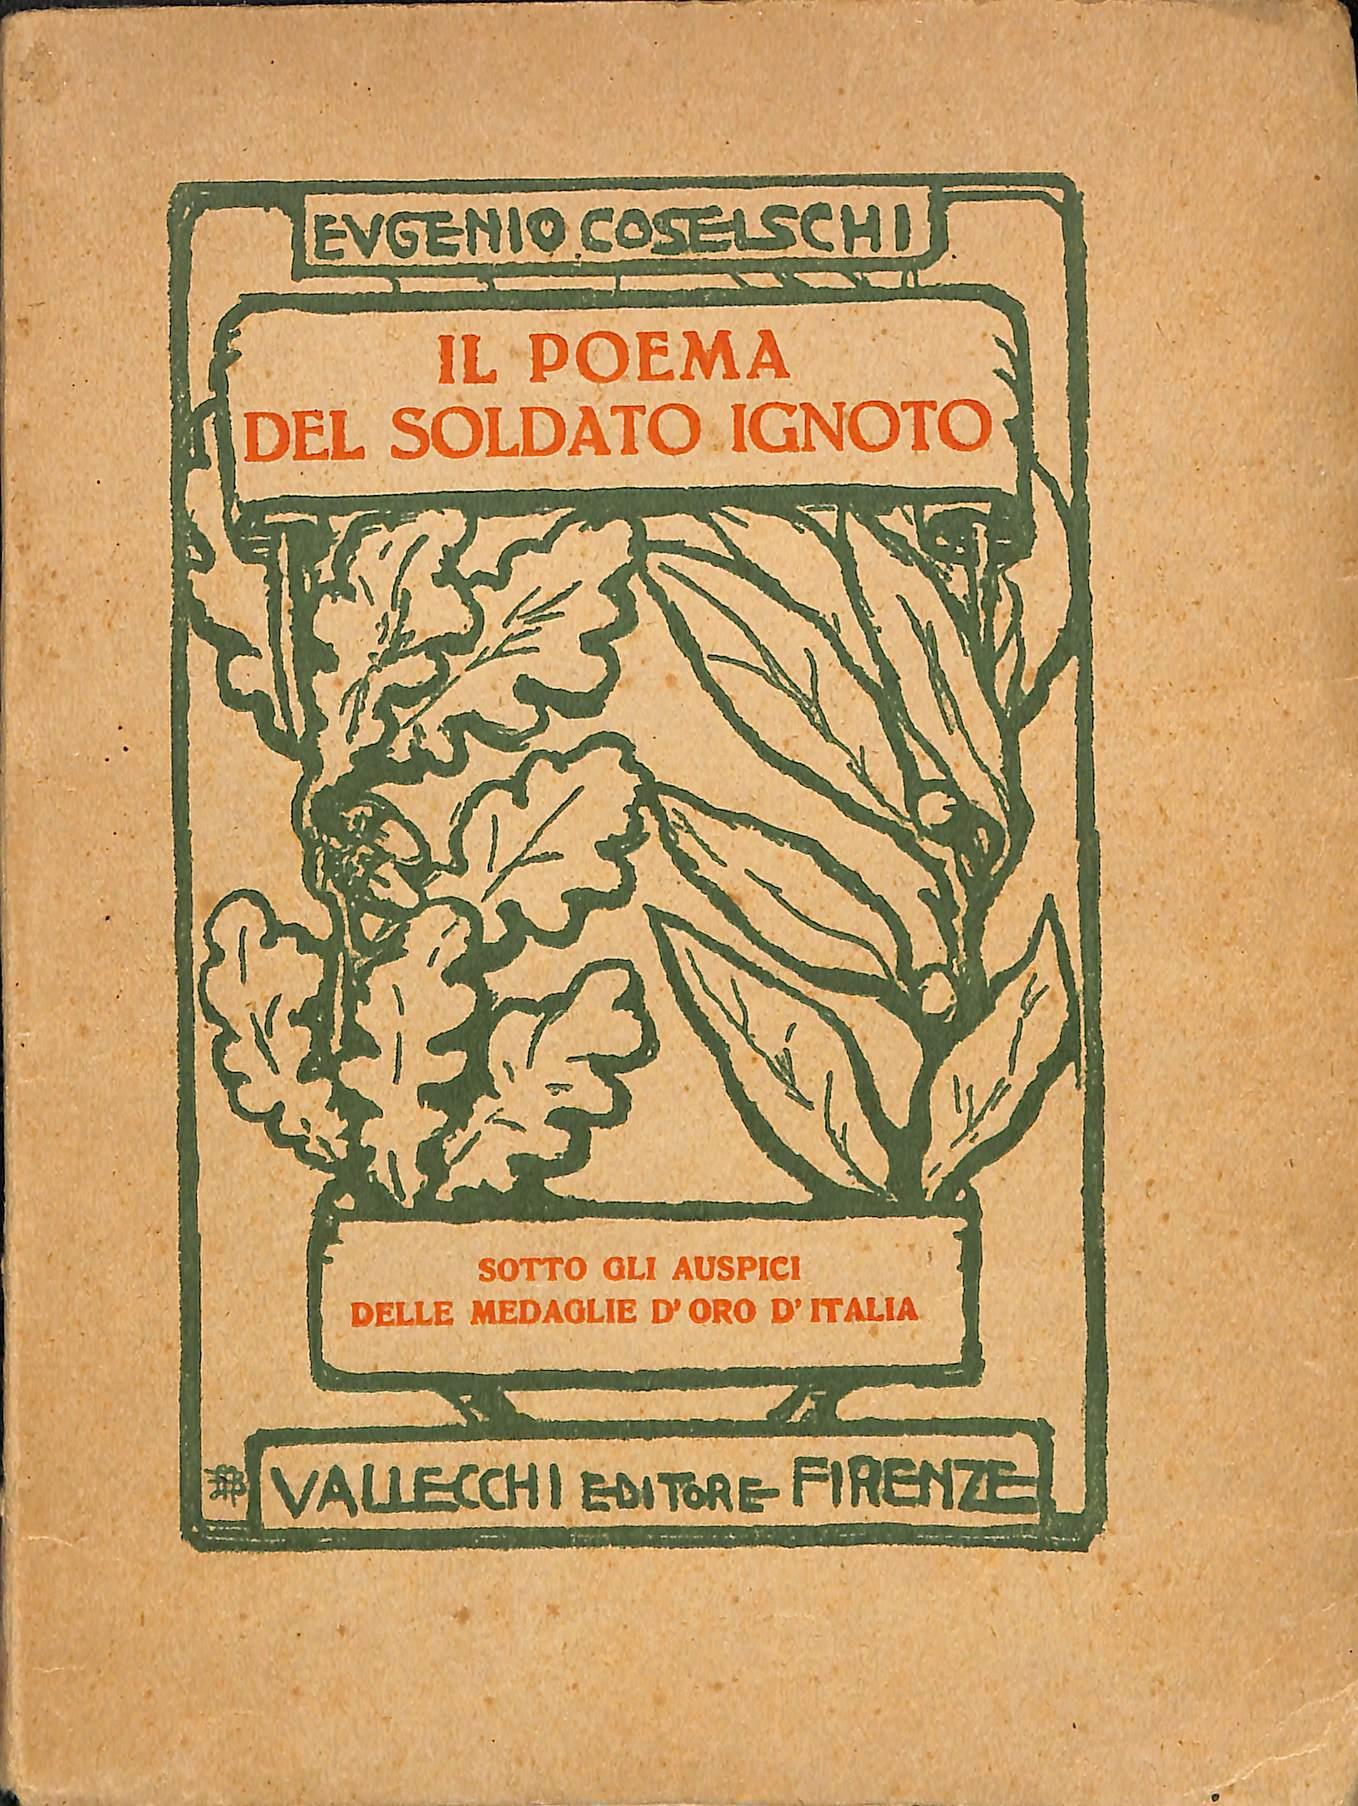 EVGENIO COSELSCHI
IL POEMA
DEL SOLDATO IGNOTO
SOTTO GLI AUSPICI
DELLE MEDAGLIE D'ORO D'ITALIA
VALLECCHI EDITORE FIRENZE